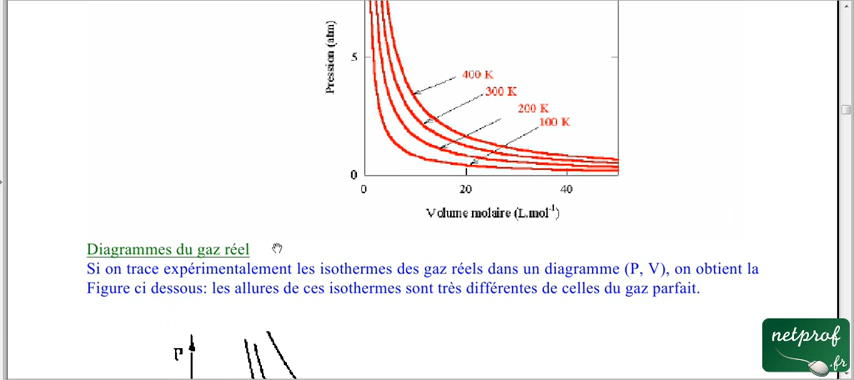 Pression (atm)
5
400 K
300 K
200 K
100 K
0
0
20
40
Volume molaire (L.mol⁻¹)
Diagrammes du gaz réel
Si on trace expérimentalement les isothermes des gaz réels dans un diagramme (P, V), on obtient la
Figure ci dessous: les allures de ces isothermes sont très différentes de celles du gaz parfait.
P
netprof
.fr